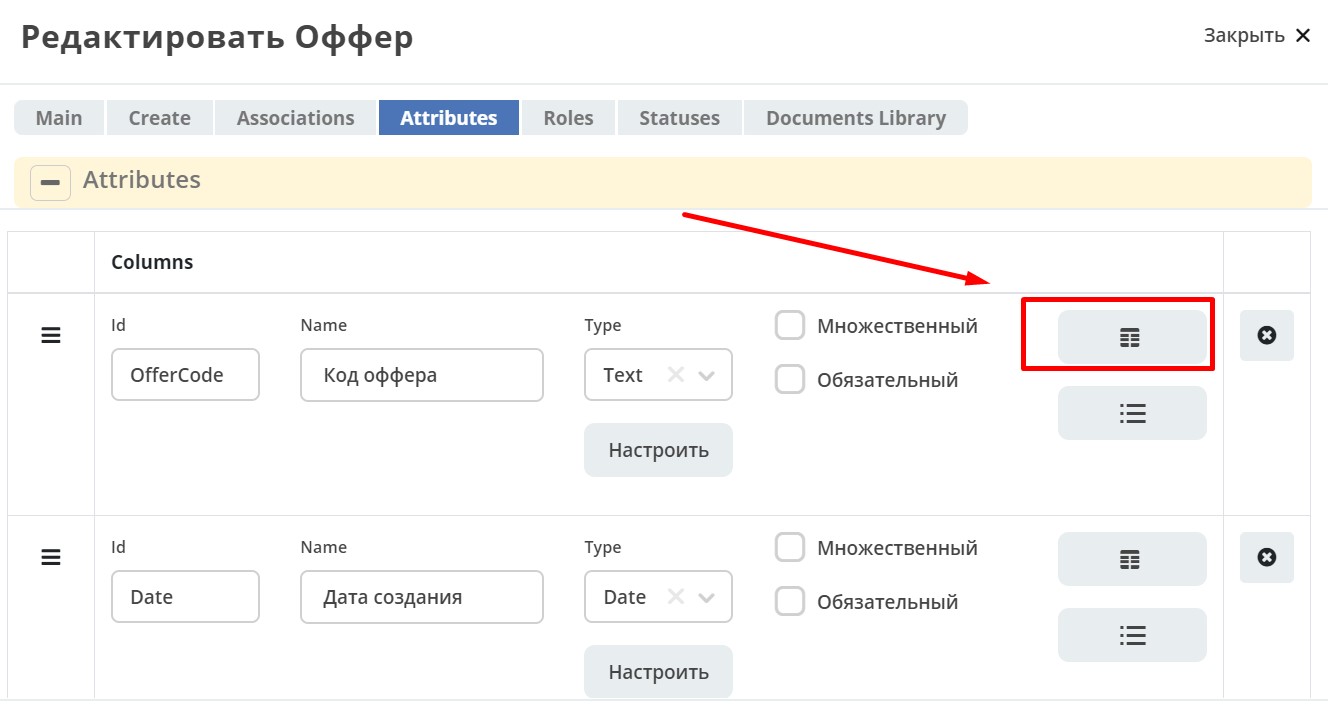 Редактировать Оффер
Закрыть
Main Create Associations Attributes Roles Statuses Documents Library
Attributes
Columns
Id Name Type Множественный
OfferCode Код оффера Text Обязательный
Настроить
Id Name Type Множественный
Date Дата создания Date Обязательный
Настроить